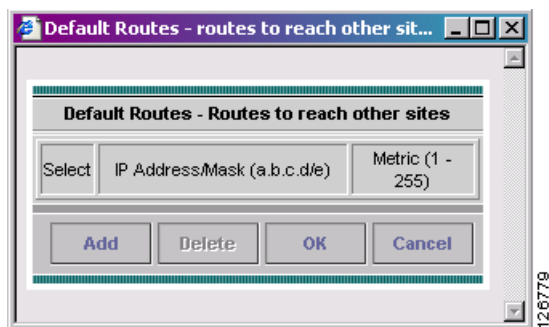 Default Routes - routes to reach other sit...
Default Routes - Routes to reach other sites
Select
IP Address/Mask (a.b.c.d/e)
Metric (1 -
255)
Add
Delete
OK
Cancel
126779